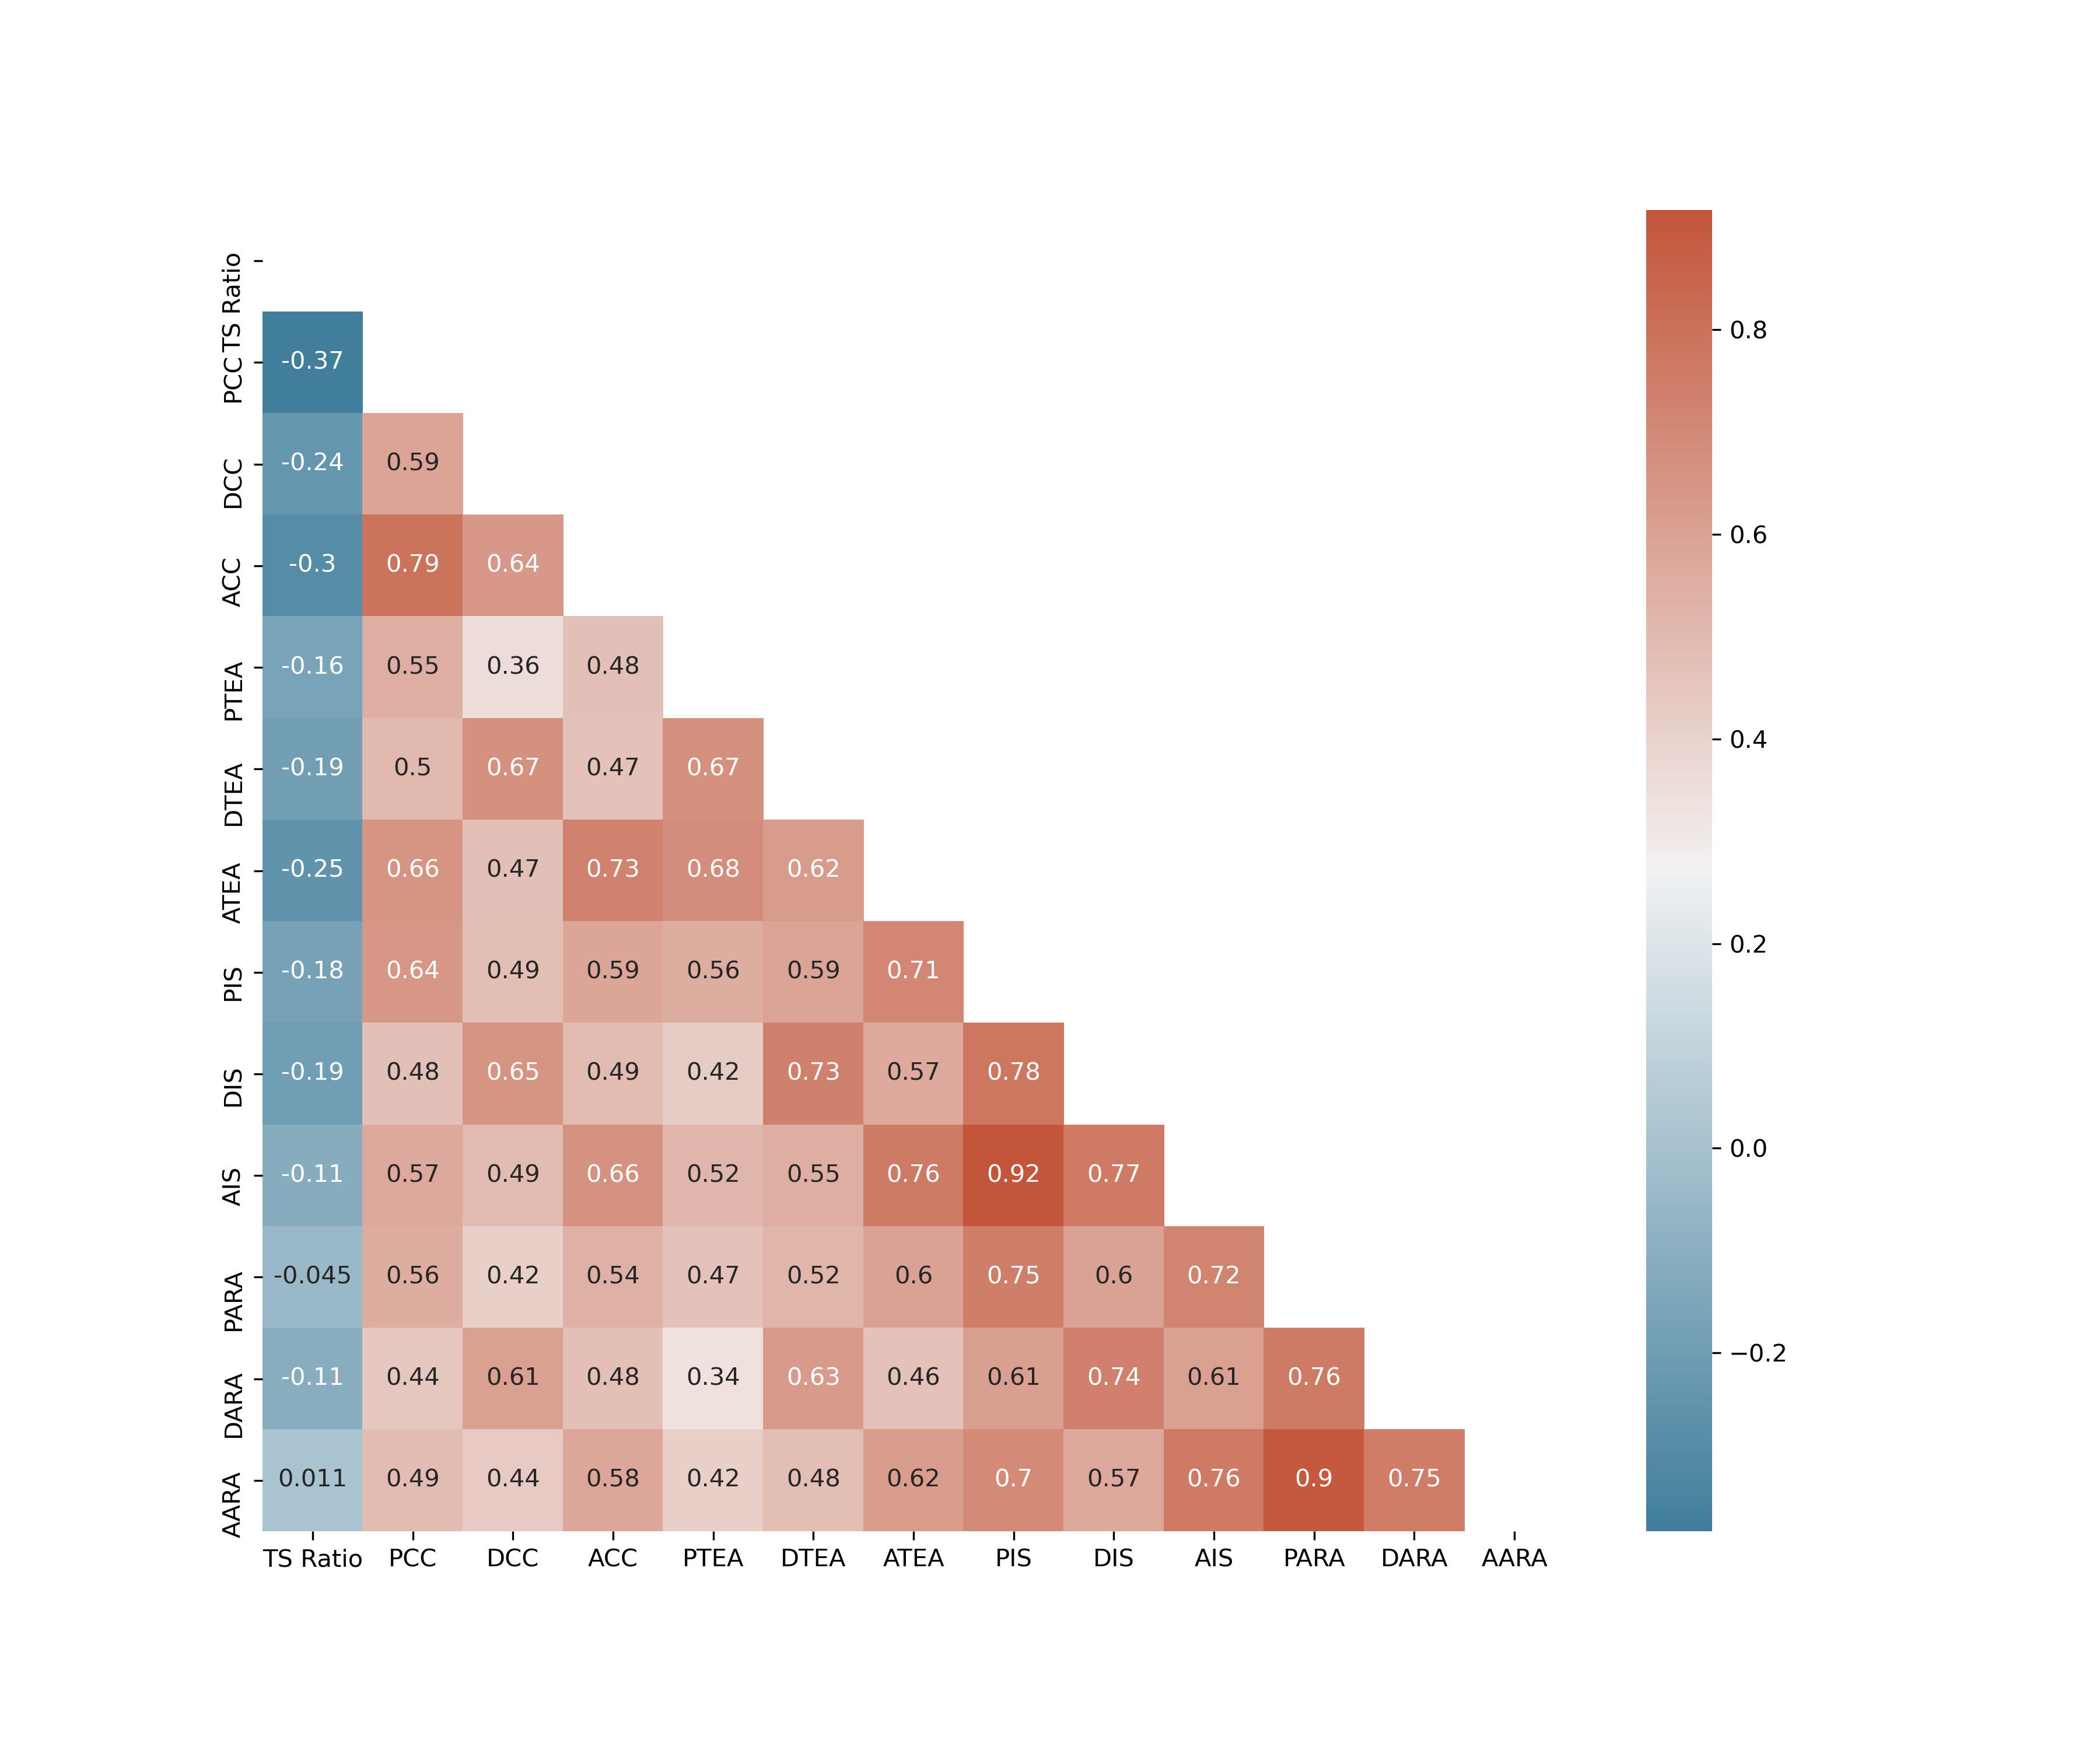 TS Ratio
PCC -0.37
DCC -0.24 0.59
ACC -0.3 0.79 0.64
PTEA -0.16 0.55 0.36 0.48
DTEA -0.19 0.5 0.67 0.47 0.67
ATEA -0.25 0.66 0.47 0.73 0.68 0.62
PIS -0.18 0.64 0.49 0.59 0.56 0.59 0.71
DIS -0.19 0.48 0.65 0.49 0.42 0.73 0.57 0.78
AIS -0.11 0.57 0.49 0.66 0.52 0.55 0.76 0.92 0.77
PARA -0.045 0.56 0.42 0.54 0.47 0.52 0.6 0.75 0.6 0.72
DARA -0.11 0.44 0.61 0.48 0.34 0.63 0.46 0.61 0.74 0.61 0.76
AARA 0.011 0.49 0.44 0.58 0.42 0.48 0.62 0.7 0.57 0.76 0.9 0.75
TS Ratio PCC DCC ACC PTEA DTEA ATEA PIS DIS AIS PARA DARA AARA
0.8
0.6
0.4
0.2
0.0
−0.2